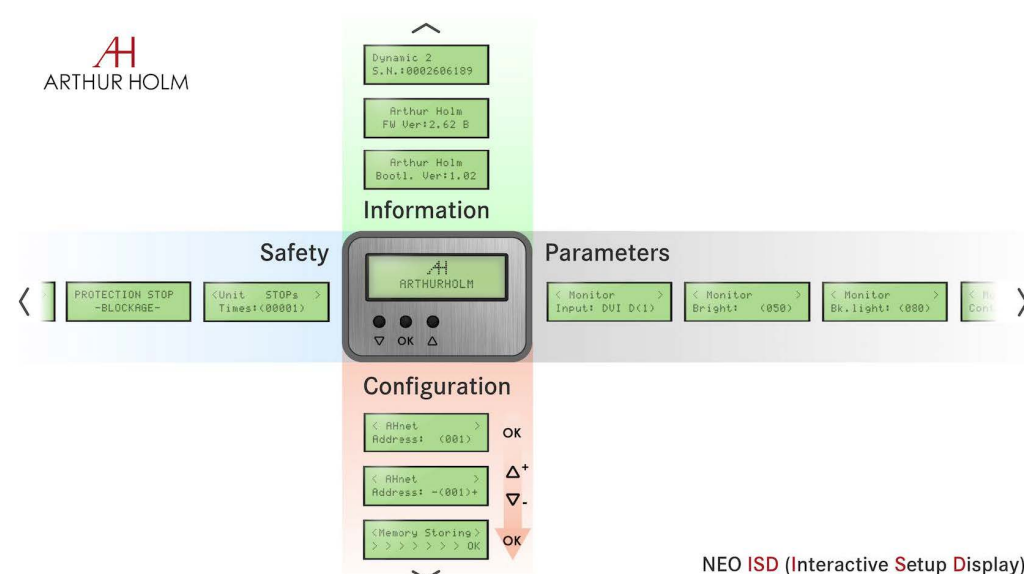 AH
ARTHUR HOLM
Dynamic 2
S.N.:0002606189
Arthur Holm
FW Ver:2.62 B
Arthur Holm
Bootl. Ver:1.02
Information
Safety
Parameters
PROTECTION STOP
-BLOCKAGE-
<Unit STOPs >
Times:(00001)
AH
ARTHURHOLM
OK
< Monitor >
Input: DVI D(1)
< Monitor >
Bright: (050)
< Monitor >
Bk.light: (080)
Configuration
< AHnet >
Address: (001)
OK
< AHnet >
Address: -(001)+
+
-
<Memory Storing>
> > > > > > > OK
OK
NEO ISD (Interactive Setup Display)